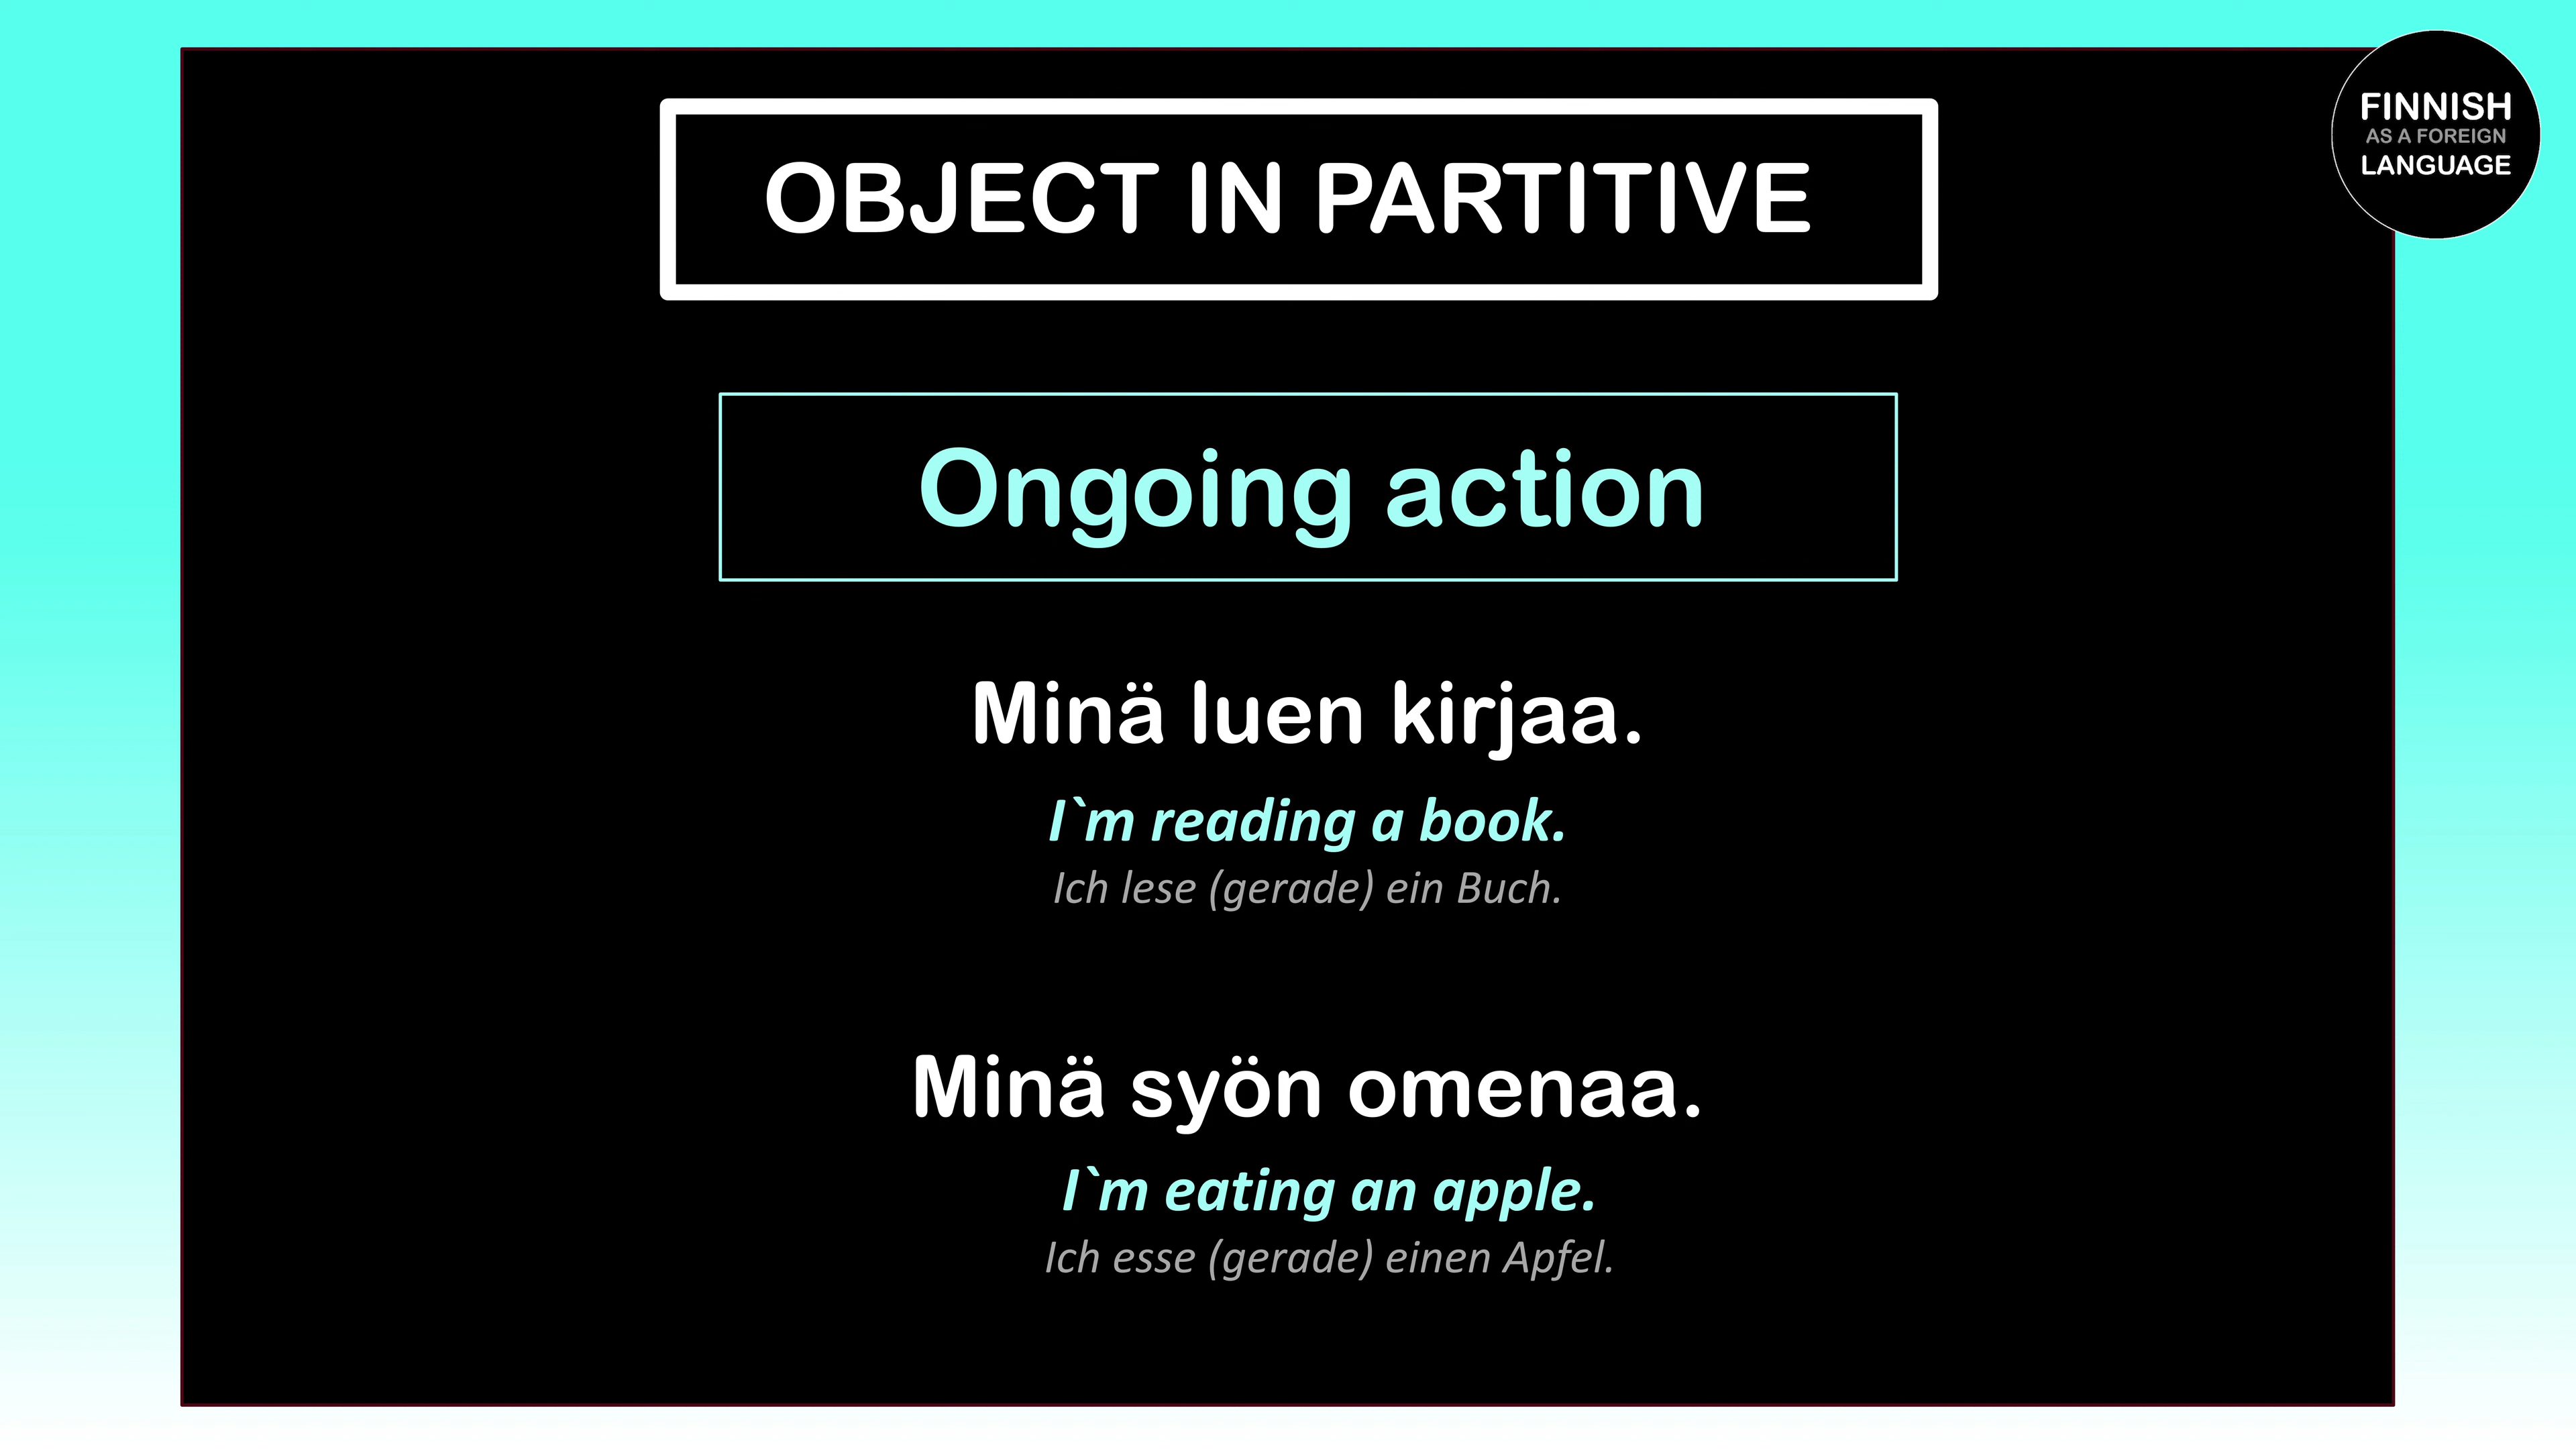 FINNISH
AS A FOREIGN
LANGUAGE
OBJECT IN PARTITIVE
Ongoing action
Minä luen kirjaa.
I`m reading a book.
Ich lese (gerade) ein Buch.
Minä syön omenaa.
I`m eating an apple.
Ich esse (gerade) einen Apfel.